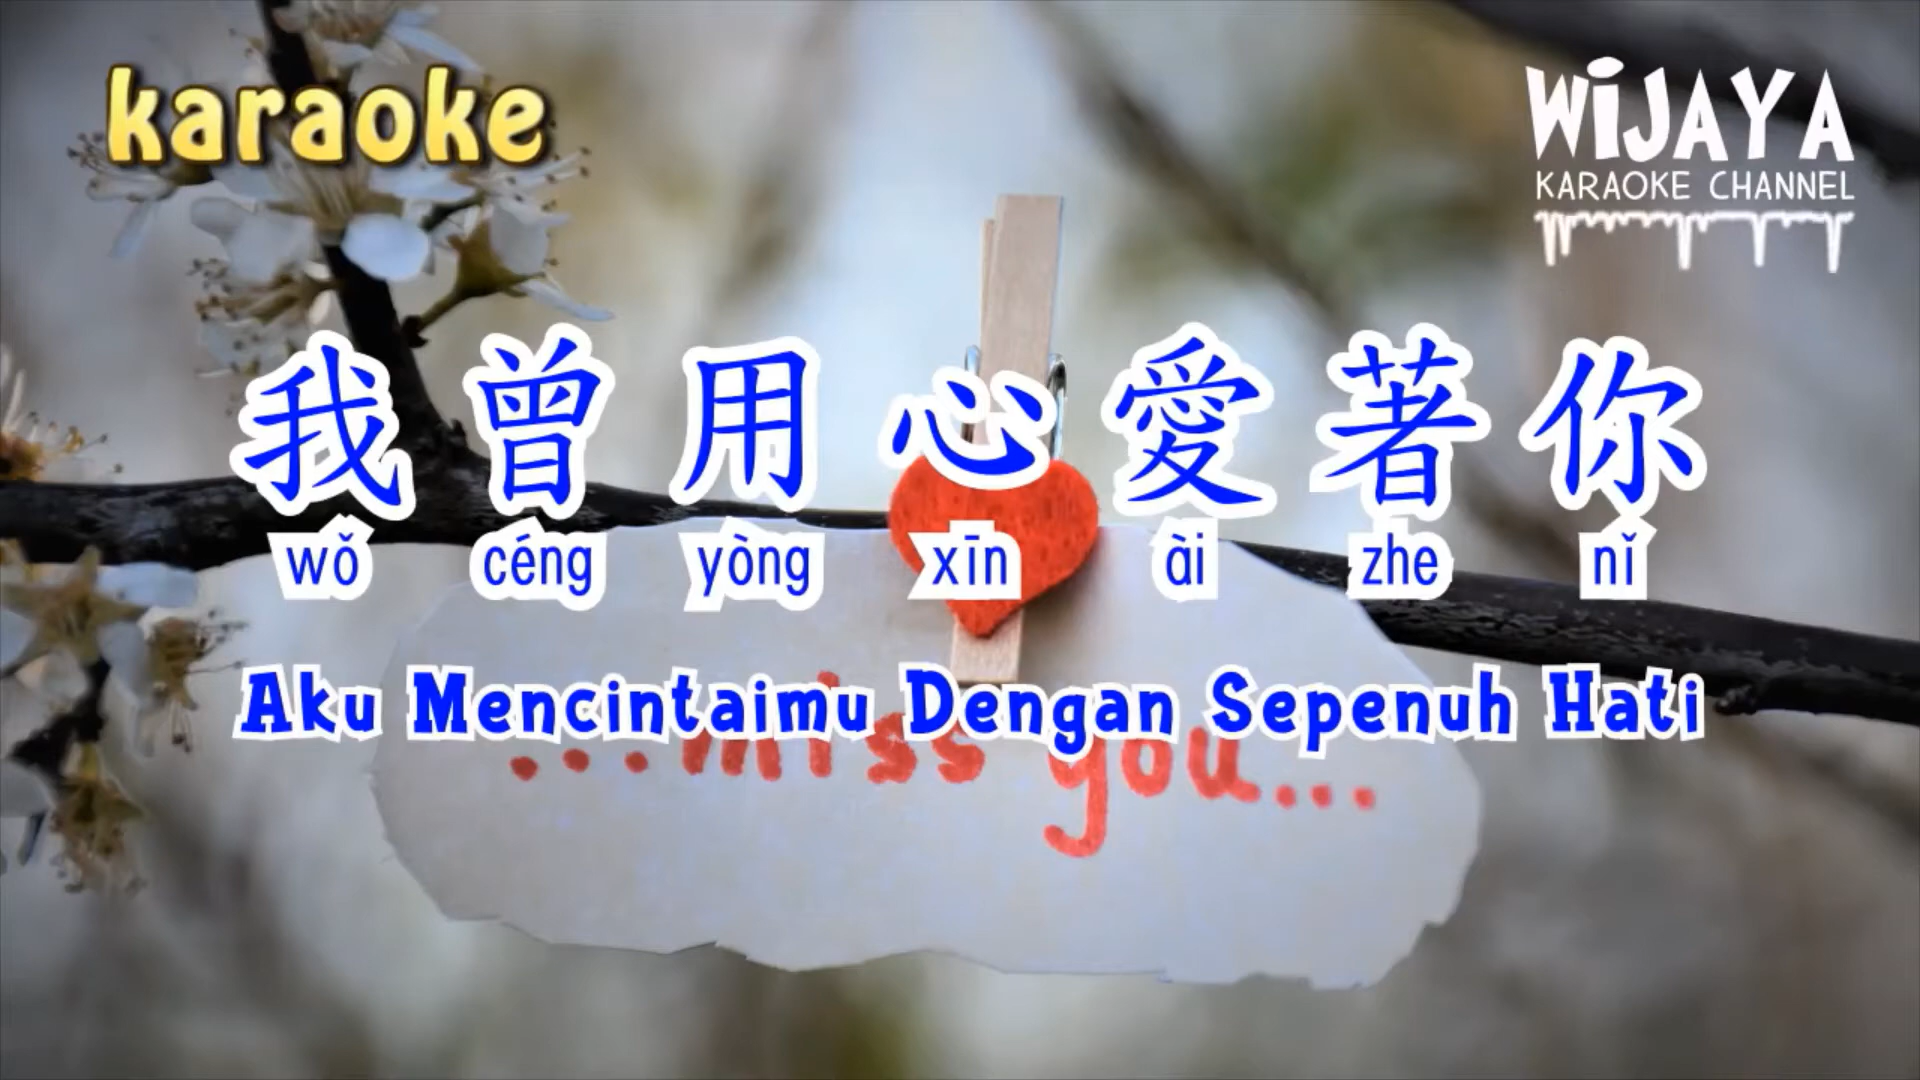 karaoke
WiJAYA
KARAOKE CHANNEL
我曾用心愛著你
wǒ céng yòng xīn ài zhe nǐ
Aku Mencintaimu Dengan Sepenuh Hati
...miss you...